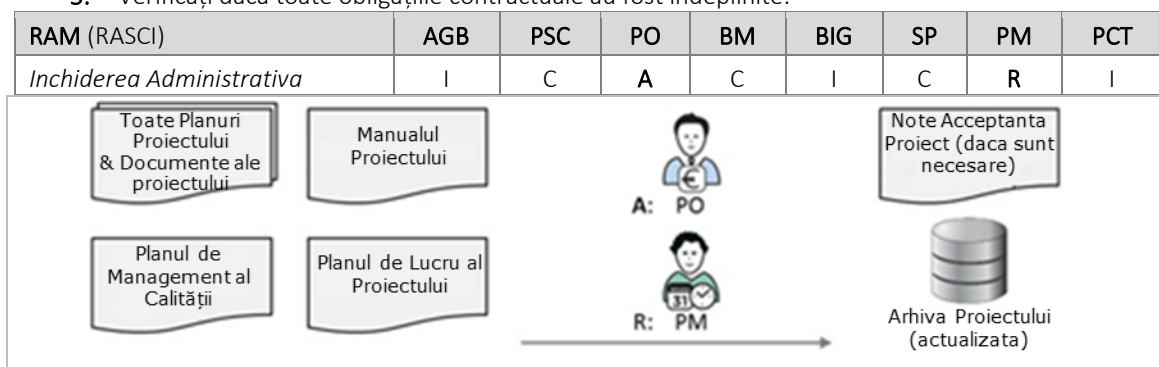 5. Verificați dacă toate obligațiile contractuale au fost îndeplinite.
RAM (RASCI) AGB PSC PO BM BIG SP PM PCT
Inchiderea Administrativa I C A C I C R I
Toate Planuri
Proiectului
& Documente ale
proiectului
Manualul
Proiectului
A: PO
Note Acceptanta
Proiect (daca sunt
necesare)
Planul de
Management al
Calității
Planul de Lucru al
Proiectului
31
R: PM
Arhiva Proiectului
(actualizata)